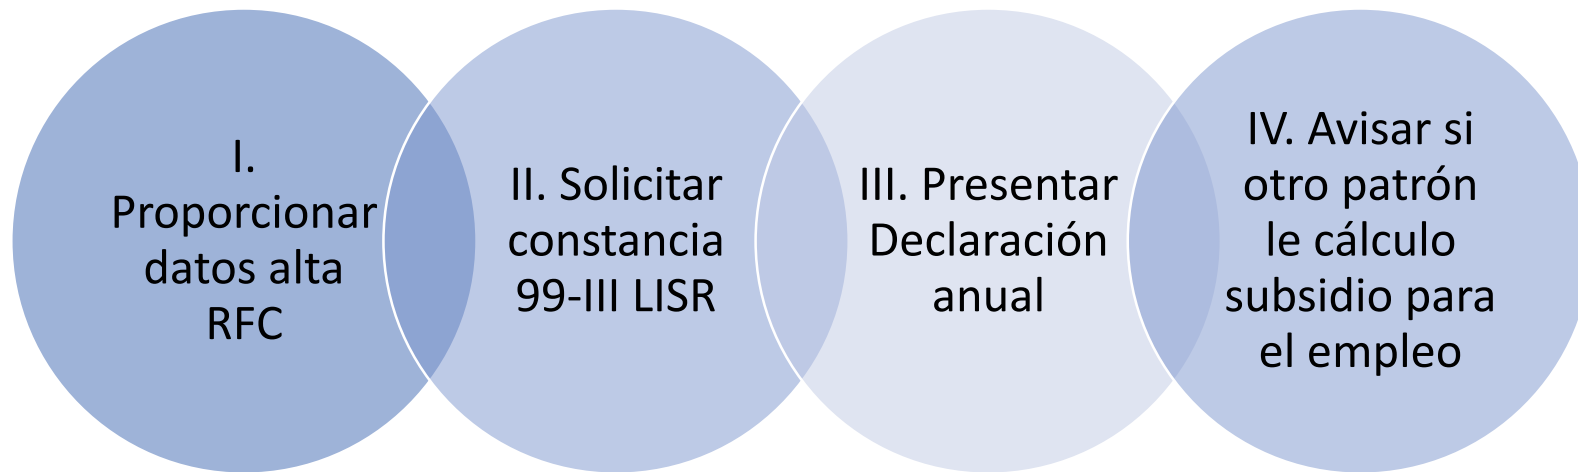 I.
Proporcionar
datos alta
RFC
II. Solicitar
constancia
99-III LISR
III. Presentar
Declaración
anual
IV. Avisar si
otro patrón
le cálculo
subsidio para
el empleo